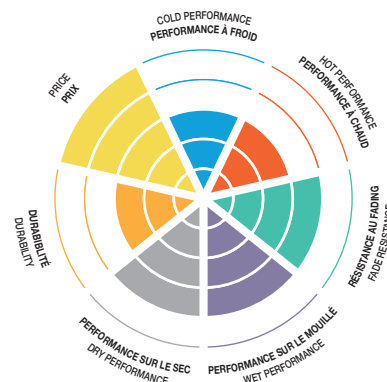 COLD PERFORMANCE
PERFORMANCE À FROID
HOT PERFORMANCE
PERFORMANCE À CHAUD
RÉSISTANCE AU FADING
FADE RESISTANCE
PERFORMANCE SUR LE MOUILLÉ
WET PERFORMANCE
PERFORMANCE SUR LE SEC
DRY PERFORMANCE
DURABIBLITÉ
DURABILITY
PRICE
PRIX